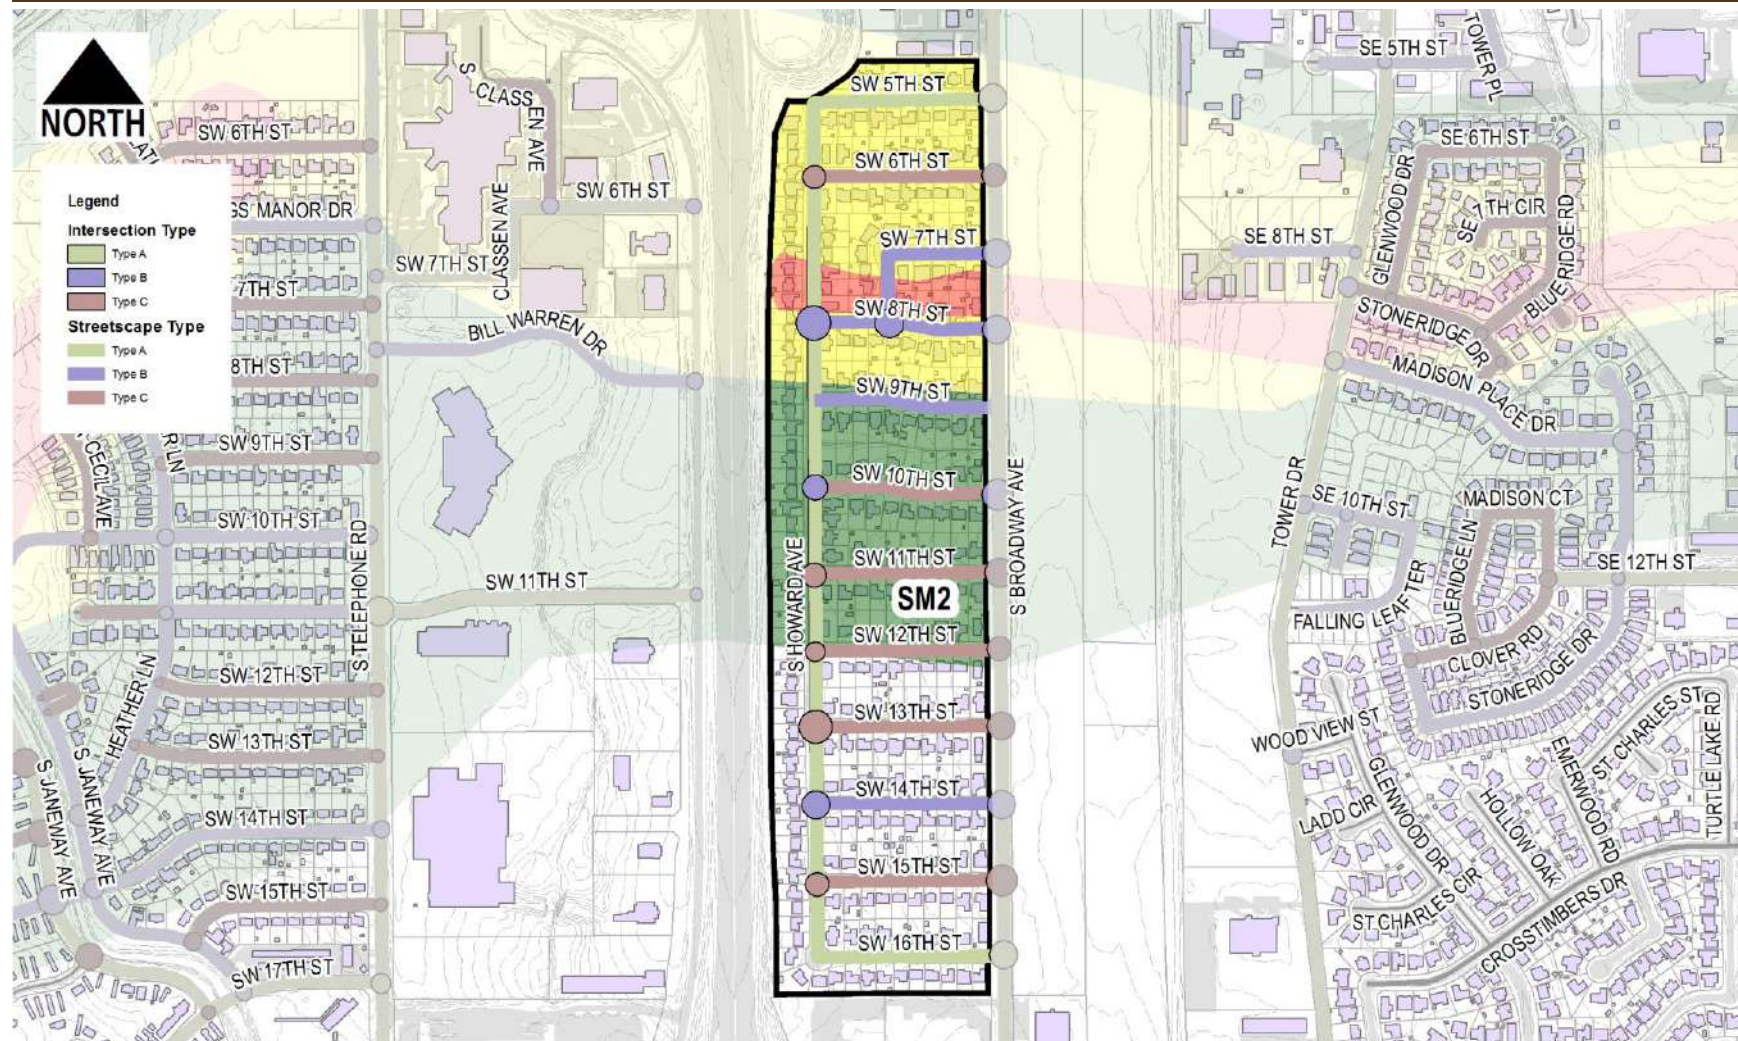 NORTH
Legend
Intersection Type
Type A
Type B
Type C
Streetscape Type
Type A
Type B
Type C
SW 6TH ST
GS MANOR DR
7TH ST
8TH ST
SW 9TH ST
SW 10TH ST
SW 12TH ST
SW 13TH ST
SW 14TH ST
SW 15TH ST
SW 17TH ST
CECIL AVE
R LN
HEATHER LN
S JANEWAY AVE
S JANEWAY AVE
S TELEPHONE RD
S CLASSEN AVE
CLASSEN AVE
SW 6TH ST
SW 7TH ST
BILL WARREN DR
SW 11TH ST
SW 5TH ST
SW 6TH ST
SW 7TH ST
SW 8TH ST
SW 9TH ST
SW 10TH ST
SW 11TH ST
SM2
SW 12TH ST
SW 13TH ST
SW 14TH ST
SW 15TH ST
SW 16TH ST
S HOWARD AVE
S BROADWAY AVE
SE 5TH ST
TOWER PL
SE 6TH ST
SE 7TH CIR
GLENWOOD DR
BLUERIDGE RD
SE 8TH ST
STONERIDGE DR
MADISON PLACE DR
TOWER DR
SE 10TH ST
MADISON CT
BLUERIDGE LN
SE 12TH ST
FALLING LEAF TER
CLOVER RD
STONERIDGE DR
WOOD VIEW ST
ST CHARLES ST
TURTLE LAKE RD
EMERWOOD RD
GLENWOOD DR
LADD CIR
HOLLOW OAK
ST CHARLES CIR
CROSSTIMBERS DR